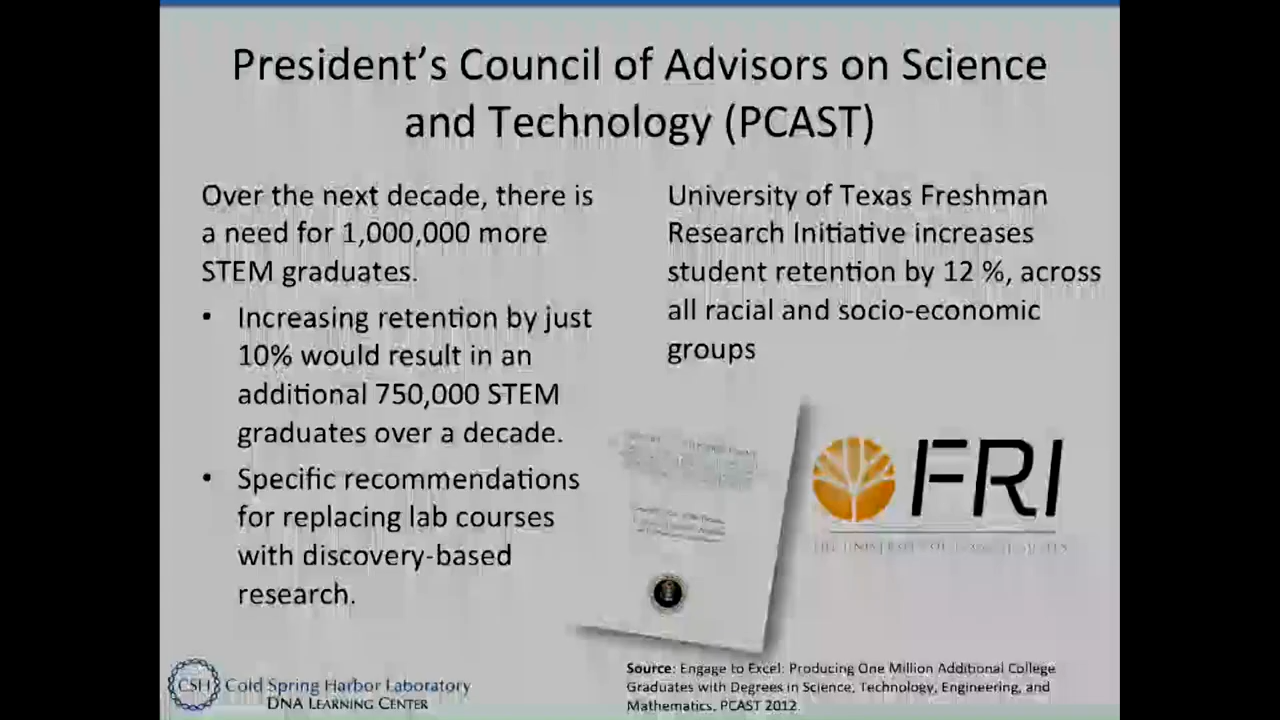 President's Council of Advisors on Science
and Technology (PCAST)
Over the next decade, there is
a need for 1,000,000 more
STEM graduates.
• Increasing retention by just
10% would result in an
additional 750,000 STEM
graduates over a decade.
• Specific recommendations
for replacing lab courses
with discovery-based
research.
University of Texas Freshman
Research Initiative increases
student retention by 12 %, across
all racial and socio-economic
groups
FRI
CSH Cold Spring Harbor Laboratory
DNA LEARNING CENTER
Source: Engage to Excel: Producing One Million Additional College
Graduates with Degrees in Science, Technology, Engineering, and
Mathematics, PCAST 2012.